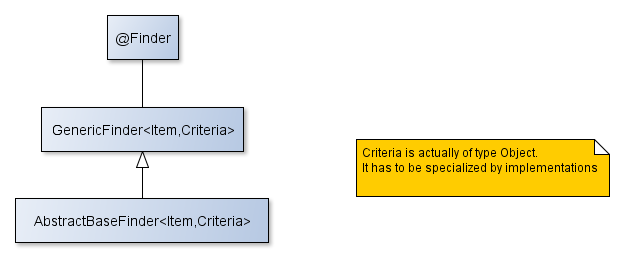 @Finder
GenericFinder<Item,Criteria>
Criteria is actually of type Object.
It has to be specialized by implementations
AbstractBaseFinder<Item,Criteria>